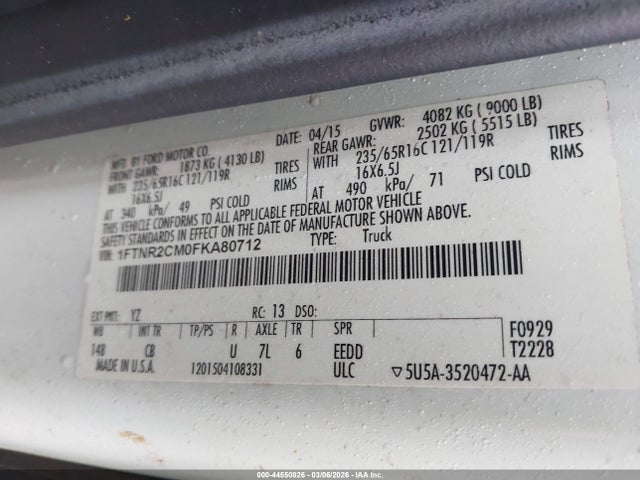 MFD. BY FORD MOTOR CO. DATE: 04/15 GVWR: 4082 KG ( 9000 LB)
FRONT GAWR: 1873 KG ( 4130 LB) REAR GAWR: 2502 KG ( 5515 LB)
WITH 235/65R16C 121/119R TIRES WITH 235/65R16C 121/119R TIRES
16X6.5J RIMS 16X6.5J RIMS
AT 340 kPa/ 49 PSI COLD AT 490 kPa/ 71 PSI COLD
THIS VEHICLE CONFORMS TO ALL APPLICABLE FEDERAL MOTOR VEHICLE
SAFETY STANDARDS IN EFFECT ON THE DATE OF MANUFACTURE SHOWN ABOVE.
VIN: 1FTNR2CM0FKA80712 TYPE: Truck
EXT PNT: YZ RC: 13 DSO:
WB INT TR TP/PS R AXLE TR SPR F0929
148 CB U 7L 6 EEDD T2228
MADE IN U.S.A. 1201504108331 ULC ▽5U5A-3520472-AA
000-44550826 - 03/06/2026 - IAA Inc.